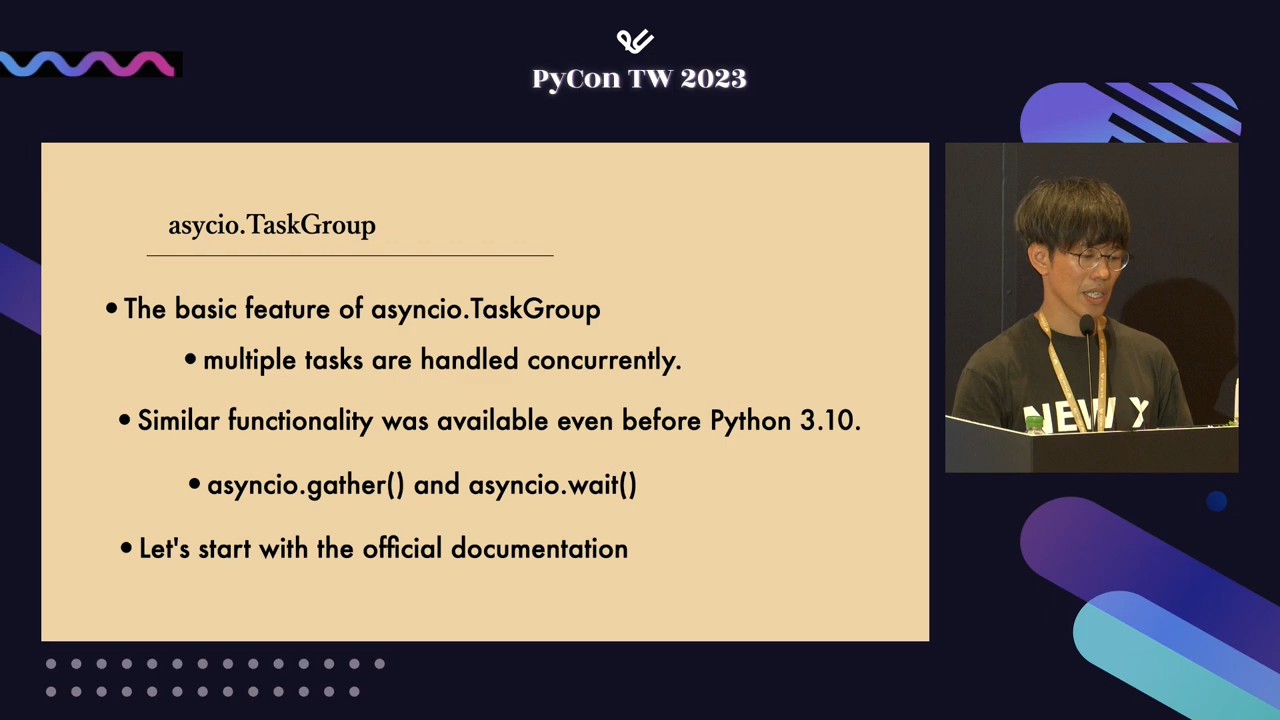 PyCon TW 2023
asycio.TaskGroup
• The basic feature of asyncio.TaskGroup
• multiple tasks are handled concurrently.
• Similar functionality was available even before Python 3.10.
• asyncio.gather() and asyncio.wait()
• Let's start with the official documentation
NEW Y